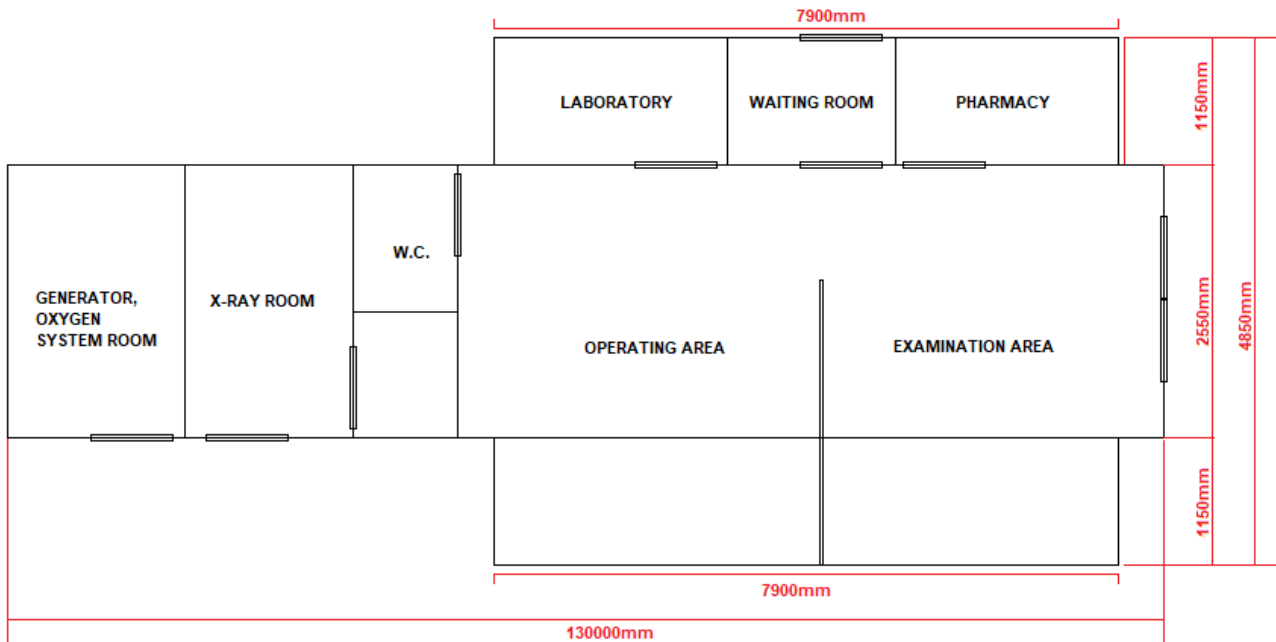 7900mm
LABORATORY
WAITING ROOM
PHARMACY
1150mm
W.C.
GENERATOR,
OXYGEN
SYSTEM ROOM
X-RAY ROOM
OPERATING AREA
EXAMINATION AREA
2550mm
4850mm
1150mm
7900mm
130000mm